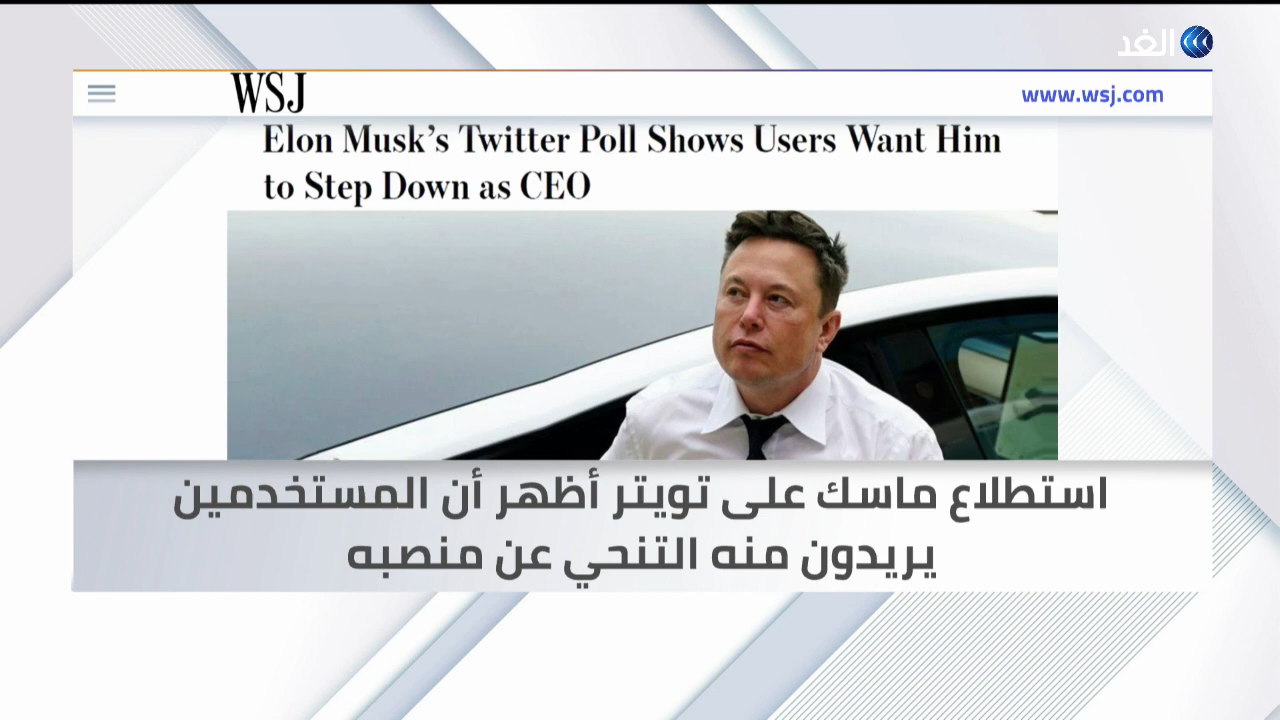 الغد
WSJ
www.wsj.com
Elon Musk's Twitter Poll Shows Users Want Him
to Step Down as CEO
استطلاع ماسك على تويتر أظهر أن المستخدمين
يريدون منه التنحي عن منصبه